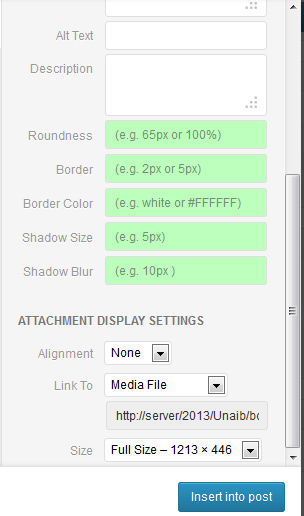 Alt Text
Description
Roundness (e.g. 65px or 100%)
Border (e.g. 2px or 5px)
Border Color (e.g. white or #FFFFFF)
Shadow Size (e.g. 5px)
Shadow Blur (e.g. 10px )
ATTACHMENT DISPLAY SETTINGS
Alignment None
Link To Media File
http://server/2013/Unaib/bc
Size Full Size – 1213 × 446
Insert into post